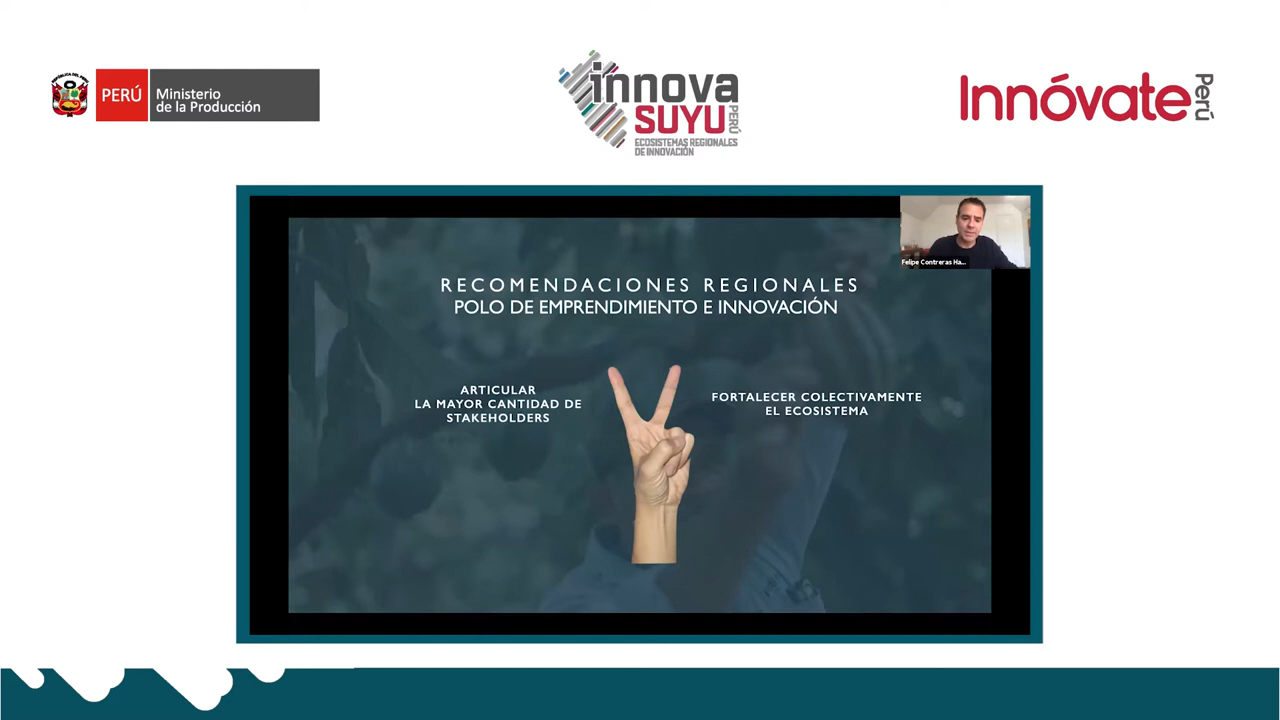 PERÚ
Ministerio
de la Producción
innova
SUYU
PERÚ
ECOSISTEMAS REGIONALES
DE INNOVACIÓN
Innóvate
Perú
Felipe Contreras Ha...
RECOMENDACIONES REGIONALES
POLO DE EMPRENDIMIENTO E INNOVACIÓN
ARTICULAR
LA MAYOR CANTIDAD DE
STAKEHOLDERS
FORTALECER COLECTIVAMENTE
EL ECOSISTEMA